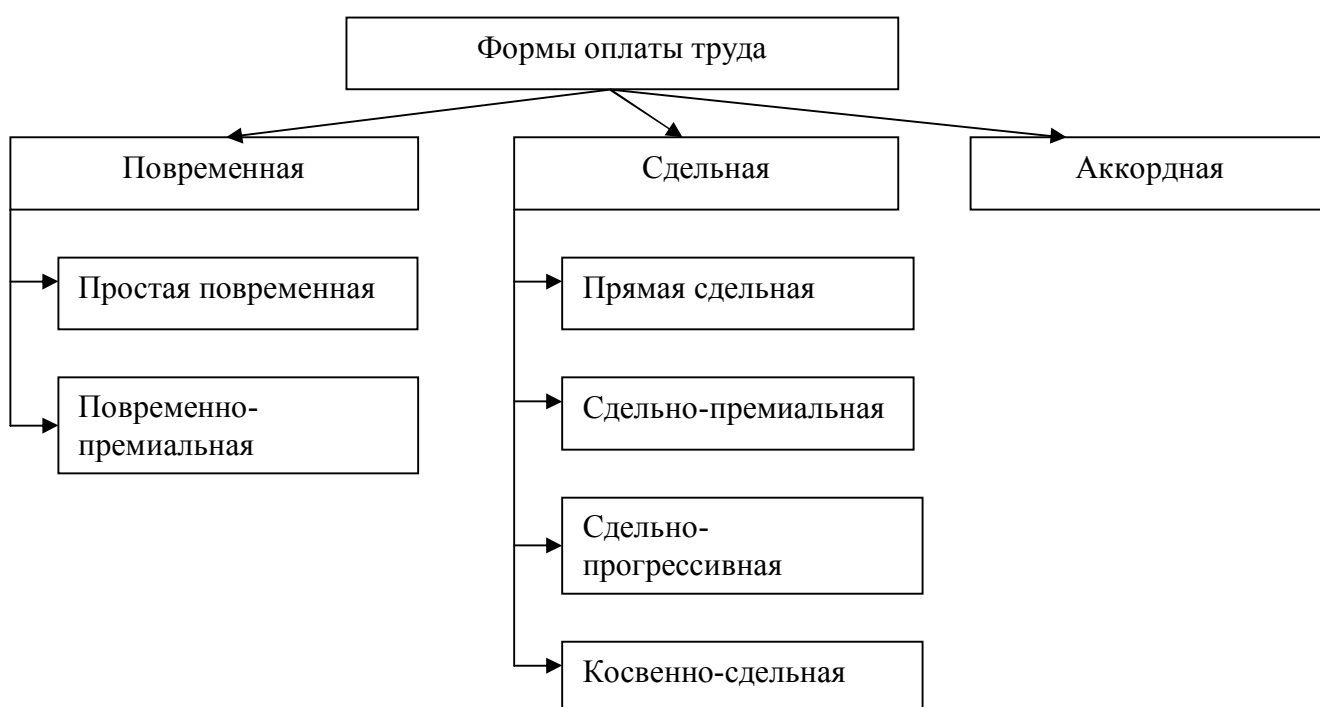 Формы оплаты труда
Повременная
Сдельная
Аккордная
Простая повременная
Прямая сдельная
Повременно-
премиальная
Сдельно-премиальная
Сдельно-
прогрессивная
Косвенно-сдельная